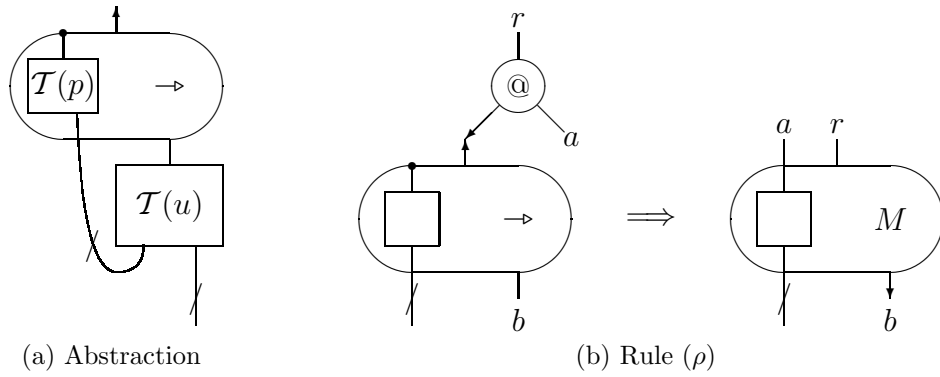 𝒯(p)
𝒯(u)
(a) Abstraction
r
@
a
b
⟹
a r
M
b
(b) Rule (ρ)